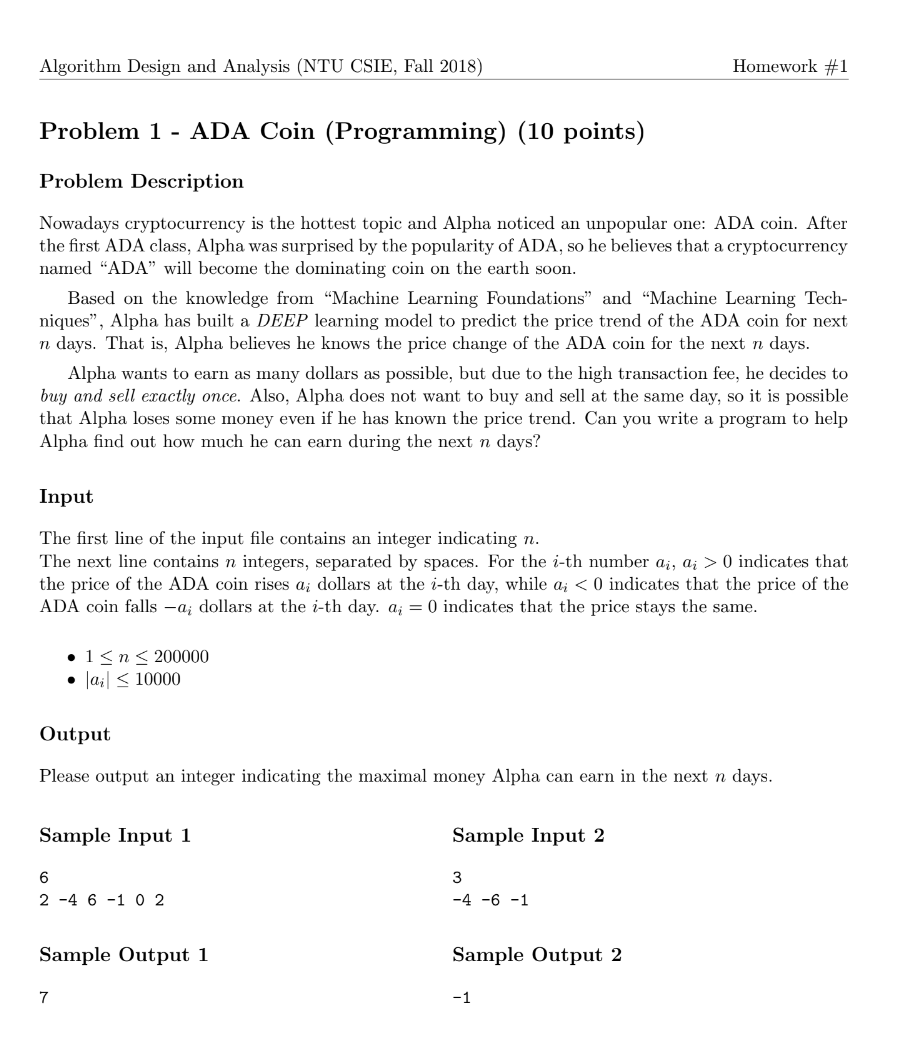 Algorithm Design and Analysis (NTU CSIE, Fall 2018) Homework #1
Problem 1 - ADA Coin (Programming) (10 points)
Problem Description
Nowadays cryptocurrency is the hottest topic and Alpha noticed an unpopular one: ADA coin. After
the first ADA class, Alpha was surprised by the popularity of ADA, so he believes that a cryptocurrency
named “ADA” will become the dominating coin on the earth soon.
Based on the knowledge from “Machine Learning Foundations” and “Machine Learning Tech-
niques”, Alpha has built a DEEP learning model to predict the price trend of the ADA coin for next
n days. That is, Alpha believes he knows the price change of the ADA coin for the next n days.
Alpha wants to earn as many dollars as possible, but due to the high transaction fee, he decides to
buy and sell exactly once. Also, Alpha does not want to buy and sell at the same day, so it is possible
that Alpha loses some money even if he has known the price trend. Can you write a program to help
Alpha find out how much he can earn during the next n days?
Input
The first line of the input file contains an integer indicating n.
The next line contains n integers, separated by spaces. For the i-th number aᵢ, aᵢ > 0 indicates that
the price of the ADA coin rises aᵢ dollars at the i-th day, while aᵢ < 0 indicates that the price of the
ADA coin falls −aᵢ dollars at the i-th day. aᵢ = 0 indicates that the price stays the same.
• 1 ≤ n ≤ 200000
• |aᵢ| ≤ 10000
Output
Please output an integer indicating the maximal money Alpha can earn in the next n days.
Sample Input 1
6
2 -4 6 -1 0 2
Sample Output 1
7
Sample Input 2
3
-4 -6 -1
Sample Output 2
-1